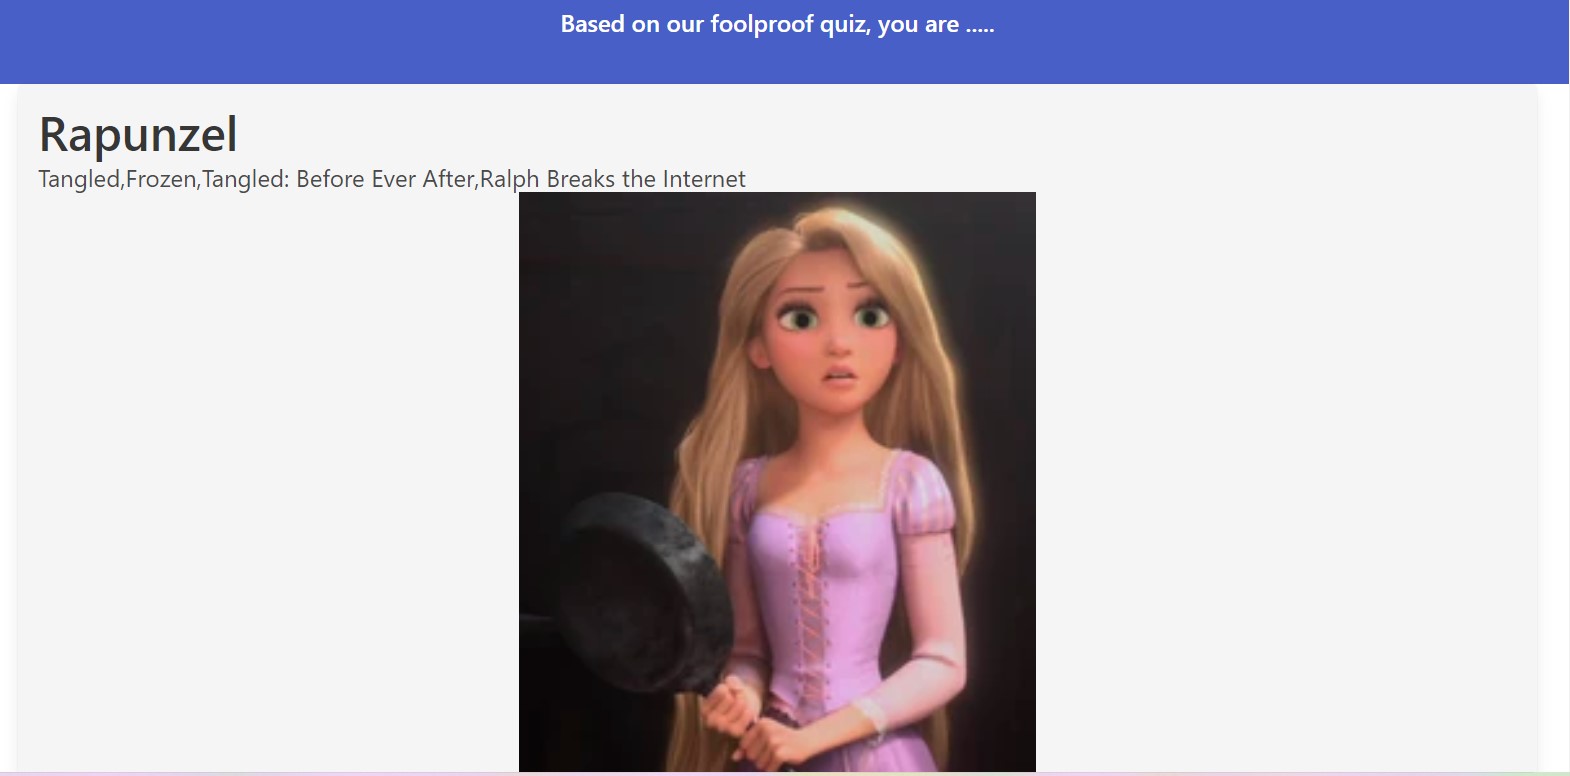 Based on our foolproof quiz, you are .....
Rapunzel
Tangled,Frozen,Tangled: Before Ever After,Ralph Breaks the Internet